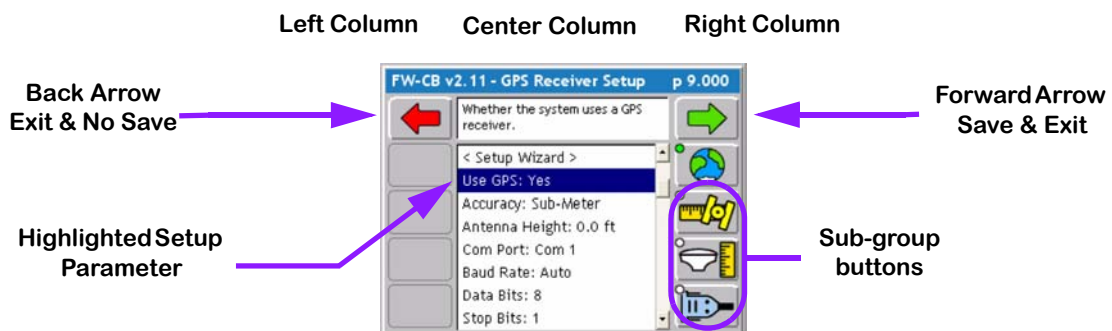 Left Column Center Column Right Column
FW-CB v2.11 - GPS Receiver Setup p 9.000
Back Arrow
Exit & No Save
Whether the system uses a GPS
receiver.
Forward Arrow
Save & Exit
< Setup Wizard >
Use GPS: Yes
Accuracy: Sub-Meter
Antenna Height: 0.0 ft
Com Port: Com 1
Baud Rate: Auto
Data Bits: 8
Stop Bits: 1
Highlighted Setup
Parameter
Sub-group
buttons